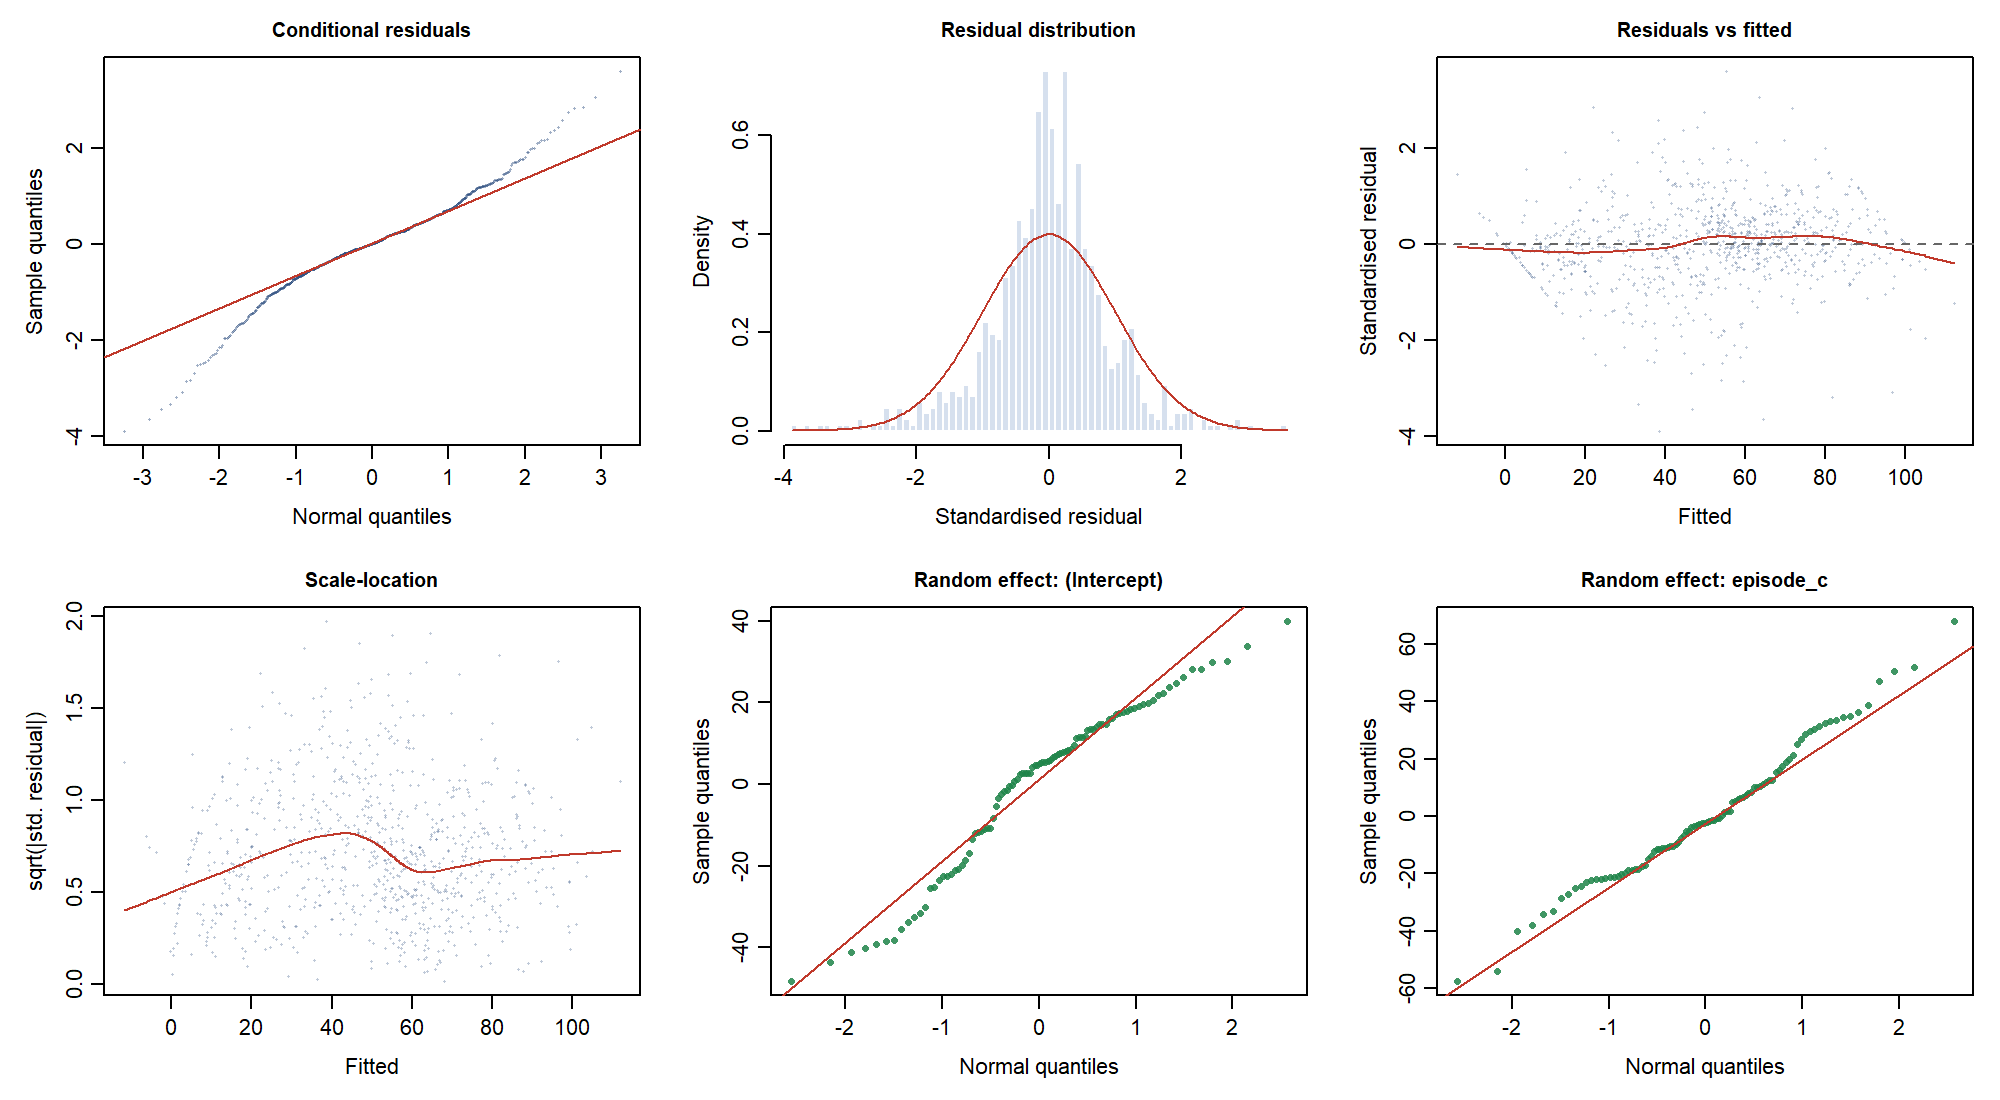 Conditional residuals
Sample quantiles
-4 -2 0 2
-3 -2 -1 0 1 2 3
Normal quantiles
Residual distribution
Density
0.0 0.2 0.4 0.6
-4 -2 0 2
Standardised residual
Residuals vs fitted
Standardised residual
-4 -2 0 2
0 20 40 60 80 100
Fitted
Scale-location
sqrt(|std. residual|)
0.0 0.5 1.0 1.5 2.0
0 20 40 60 80 100
Fitted
Random effect: (Intercept)
Sample quantiles
-40 -20 0 20 40
-2 -1 0 1 2
Normal quantiles
Random effect: episode_c
Sample quantiles
-60 -40 -20 0 20 40 60
-2 -1 0 1 2
Normal quantiles